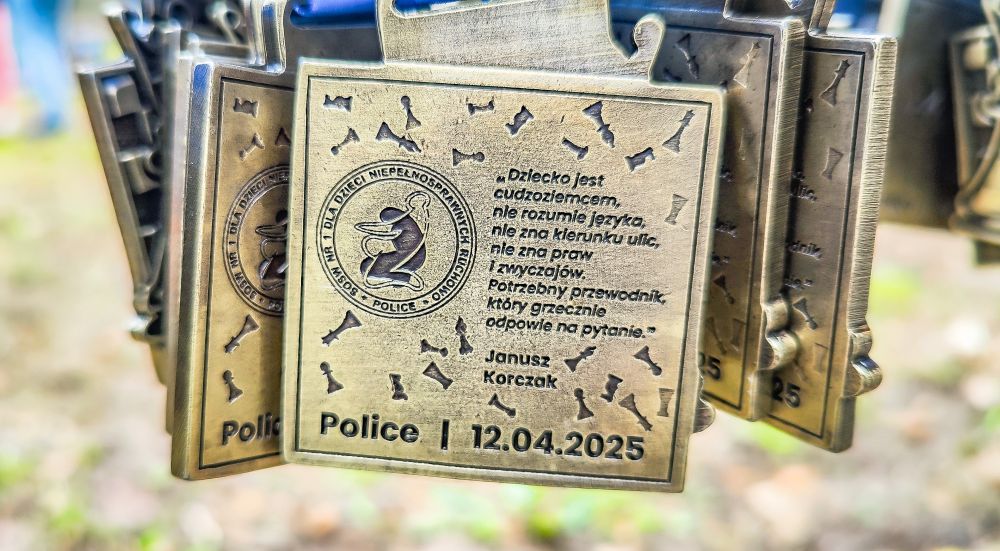 SOSW NR 1 DLA DZIECI NIEPEŁNOSPRAWNYCH RUCHOWO
• POLICE •
„Dziecko jest
cudzoziemcem,
nie rozumie języka,
nie zna kierunku ulic,
nie zna praw
i zwyczajów.
Potrzebny przewodnik,
który grzecznie
odpowie na pytanie.”
Janusz
Korczak
Police | 12.04.2025